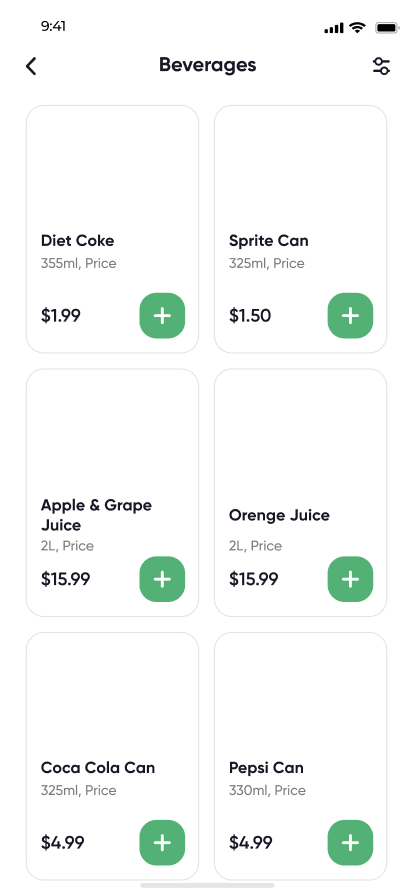 9:41
Beverages
Diet Coke
355ml, Price
$1.99
Sprite Can
325ml, Price
$1.50
Apple & Grape
Juice
2L, Price
$15.99
Orenge Juice
2L, Price
$15.99
Coca Cola Can
325ml, Price
$4.99
Pepsi Can
330ml, Price
$4.99